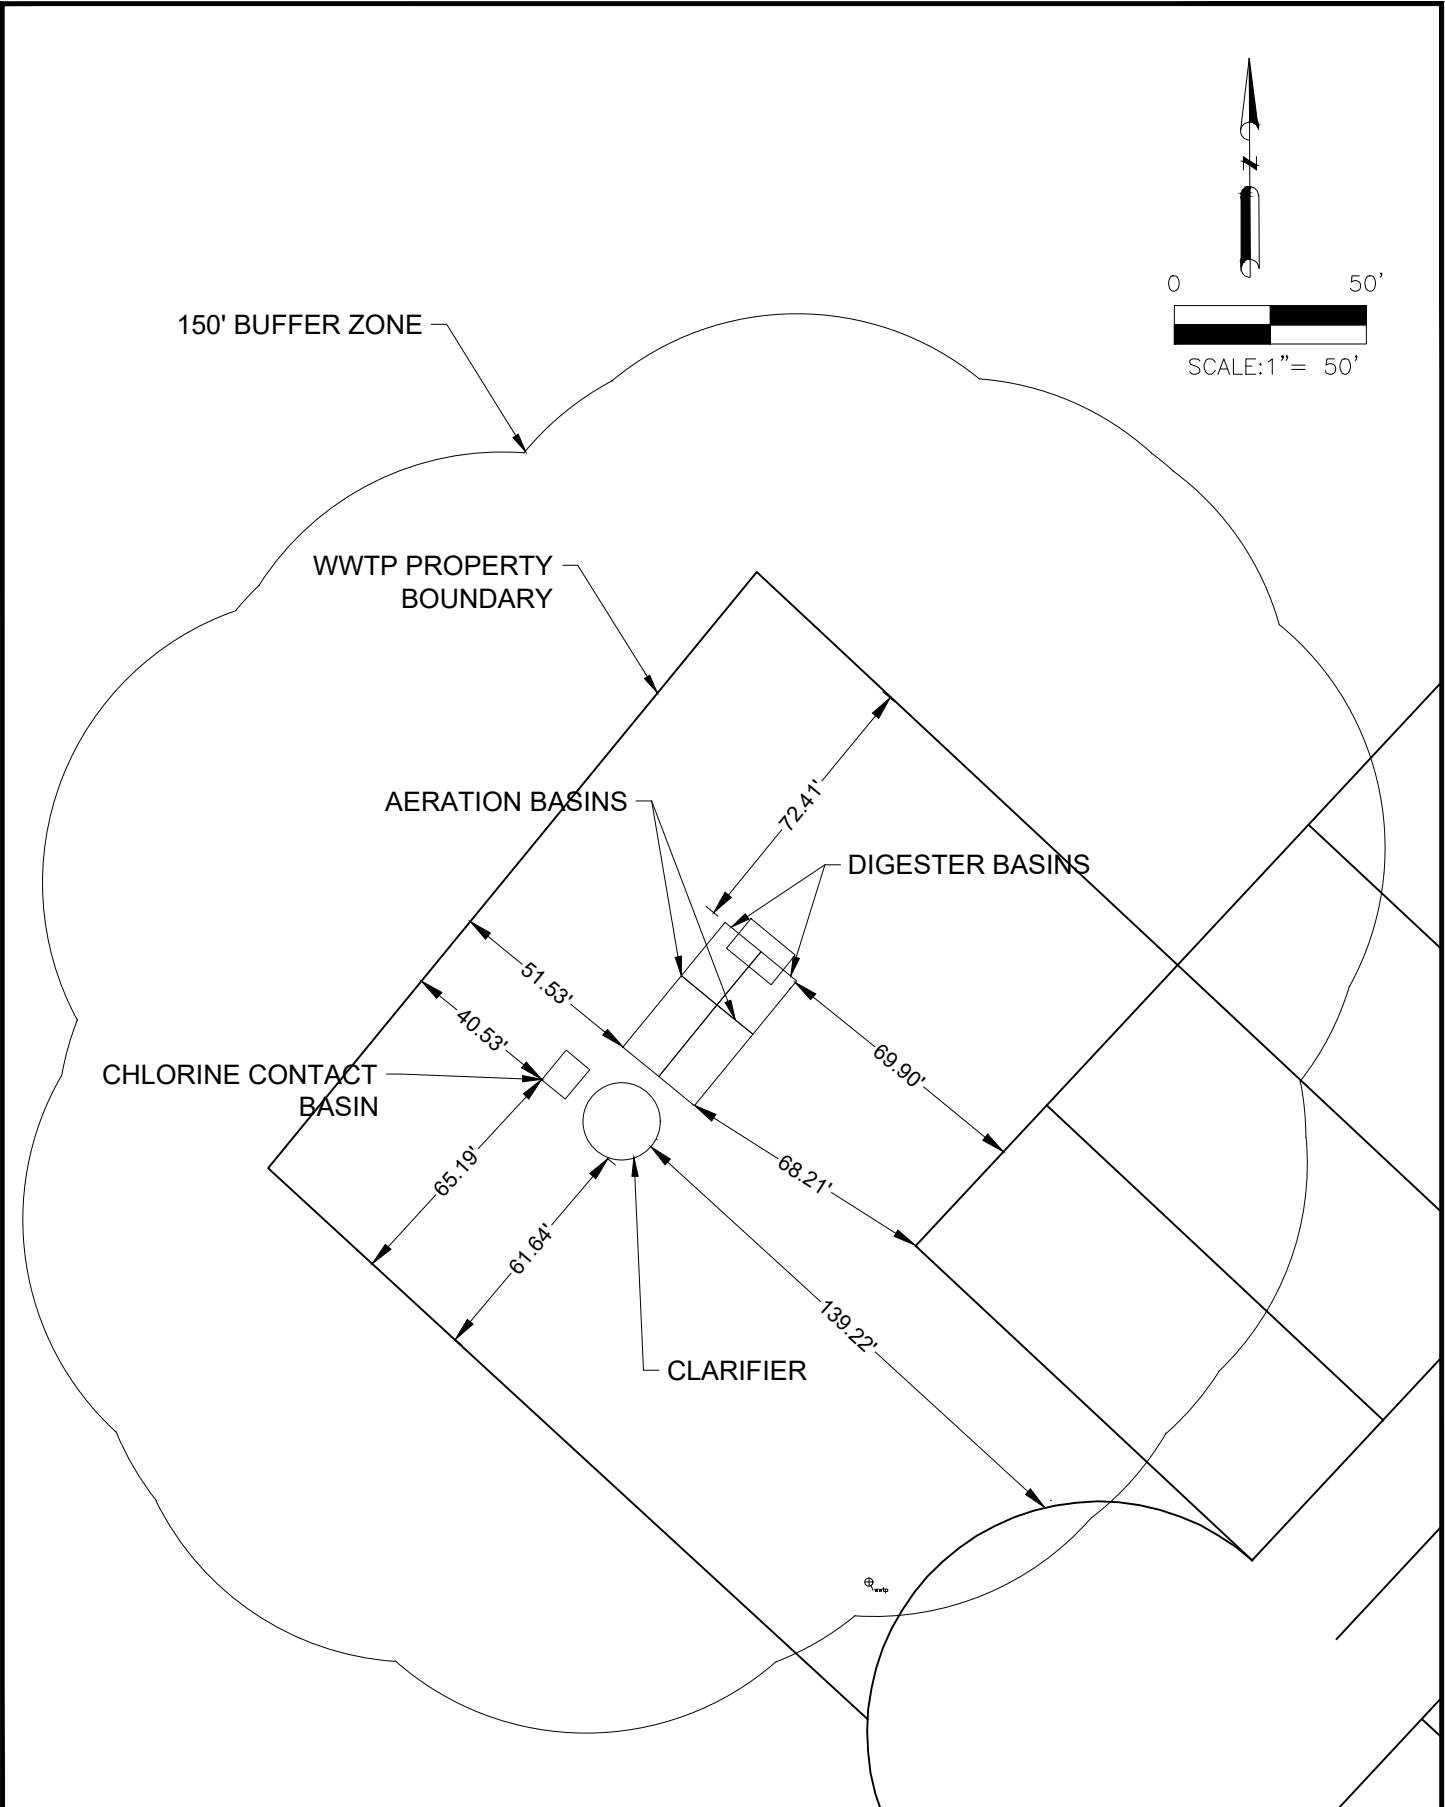 N
0 50'
SCALE:1"= 50'
150' BUFFER ZONE
WWTP PROPERTY
BOUNDARY
AERATION BASINS
72.41'
DIGESTER BASINS
51.53'
40.53'
CHLORINE CONTACT
BASIN
69.90'
65.19'
68.21'
61.64'
139.22'
CLARIFIER
wwtp